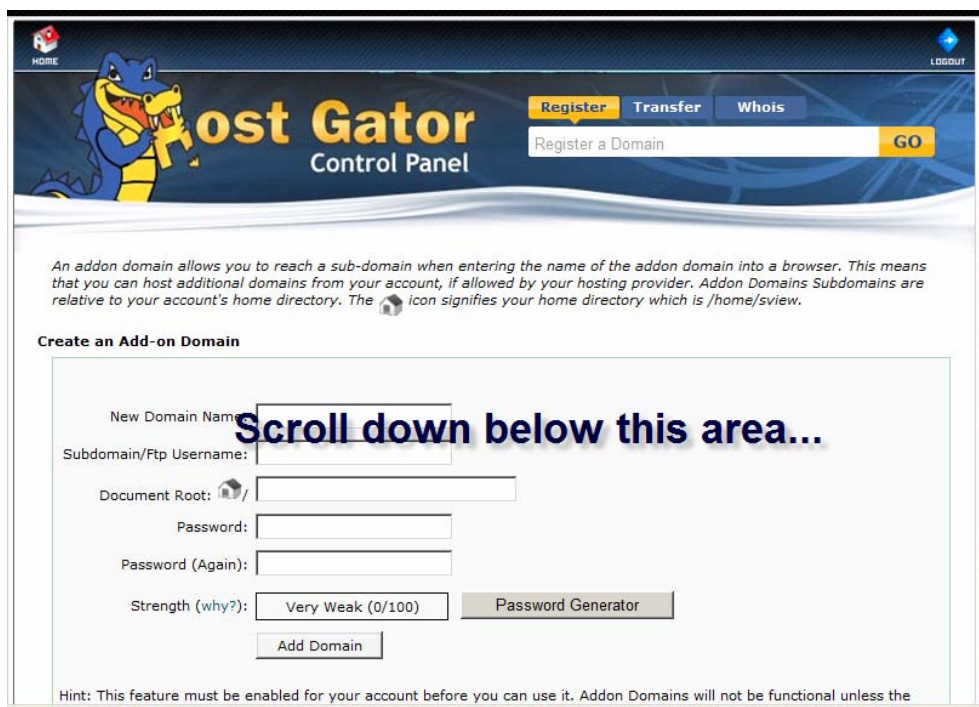 HOME
LOGOUT
Host Gator
Control Panel
Register Transfer Whois
Register a Domain GO
An addon domain allows you to reach a sub-domain when entering the name of the addon domain into a browser. This means
that you can host additional domains from your account, if allowed by your hosting provider. Addon Domains Subdomains are
relative to your account's home directory. The icon signifies your home directory which is /home/sview.
Create an Add-on Domain
New Domain Name:
Scroll down below this area...
Subdomain/Ftp Username:
Document Root: /
Password:
Password (Again):
Strength (why?): Very Weak (0/100) Password Generator
Add Domain
Hint: This feature must be enabled for your account before you can use it. Addon Domains will not be functional unless the